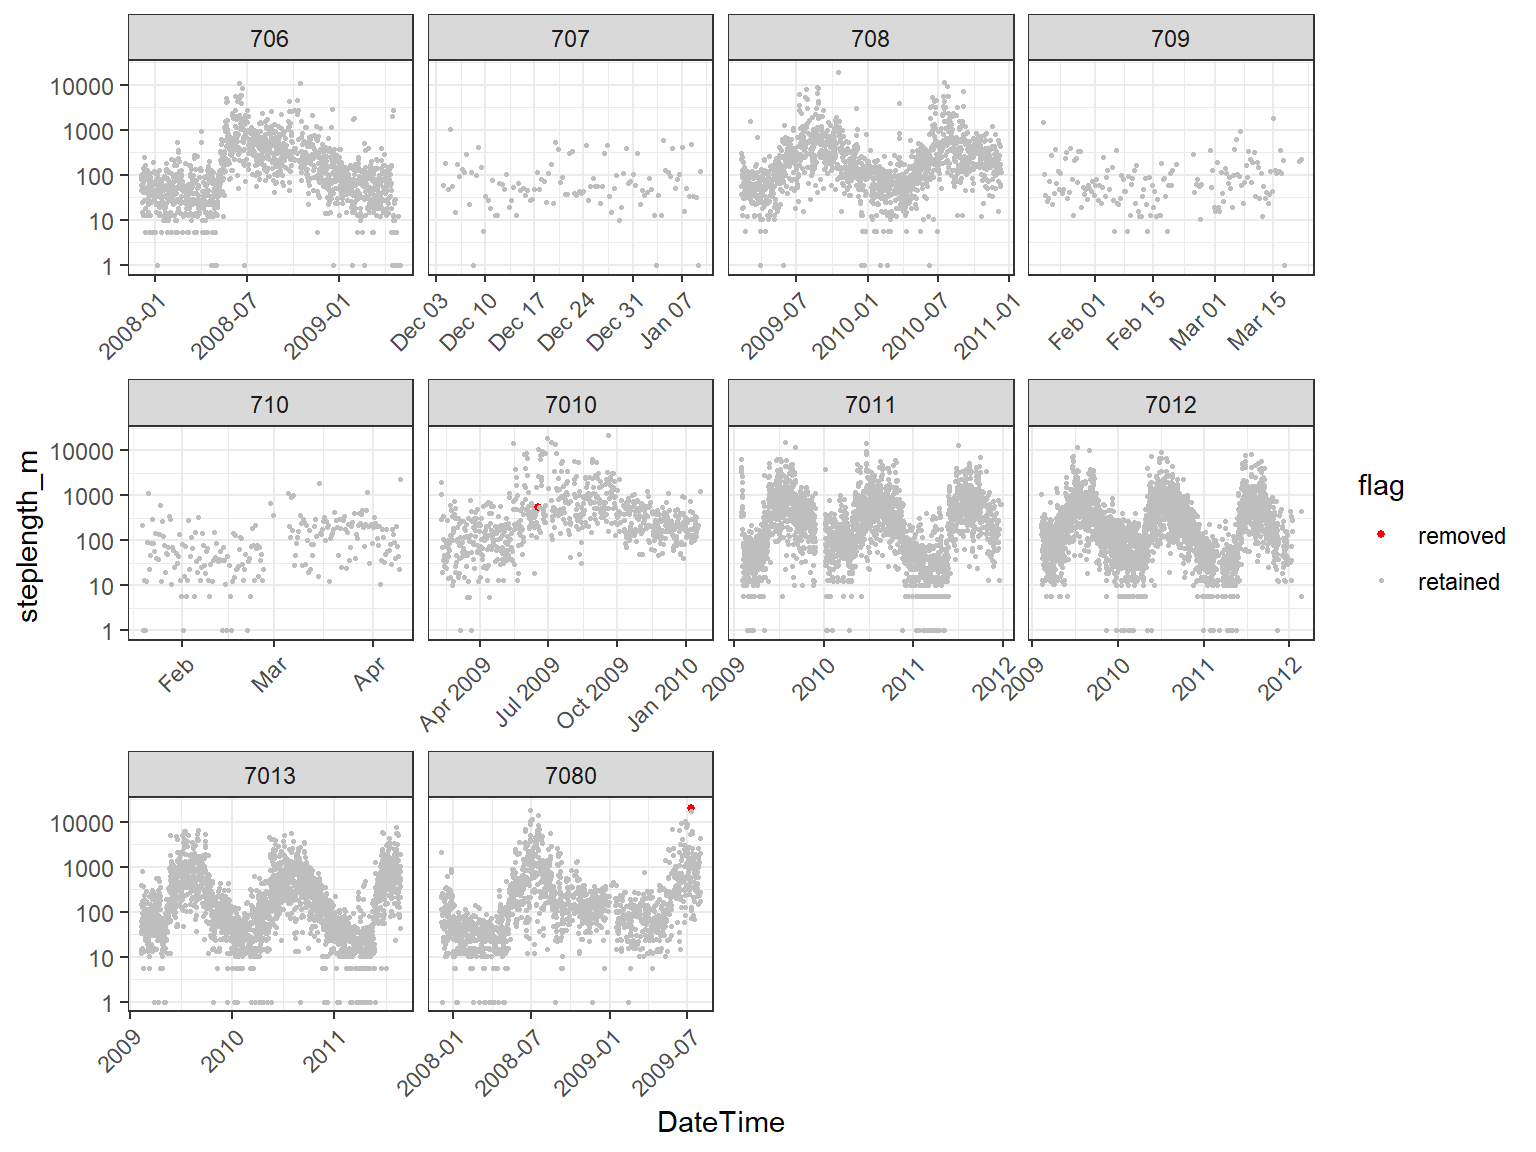 706 707 708 709
10000
1000
100
10
1
2008-01 2008-07 2009-01 Dec 03 Dec 10 Dec 17 Dec 24 Dec 31 Jan 07 2009-07 2010-01 2010-07 2011-01 Feb 01 Feb 15 Mar 01 Mar 15
710 7010 7011 7012
10000
1000
100
10
1
Feb Mar Apr Apr 2009 Jul 2009 Oct 2009 Jan 2010 2009 2010 2011 2012 2009 2010 2011 2012
7013 7080
10000
1000
100
10
1
2009 2010 2011 2008-01 2008-07 2009-01 2009-07
steplength_m
DateTime
flag
removed
retained